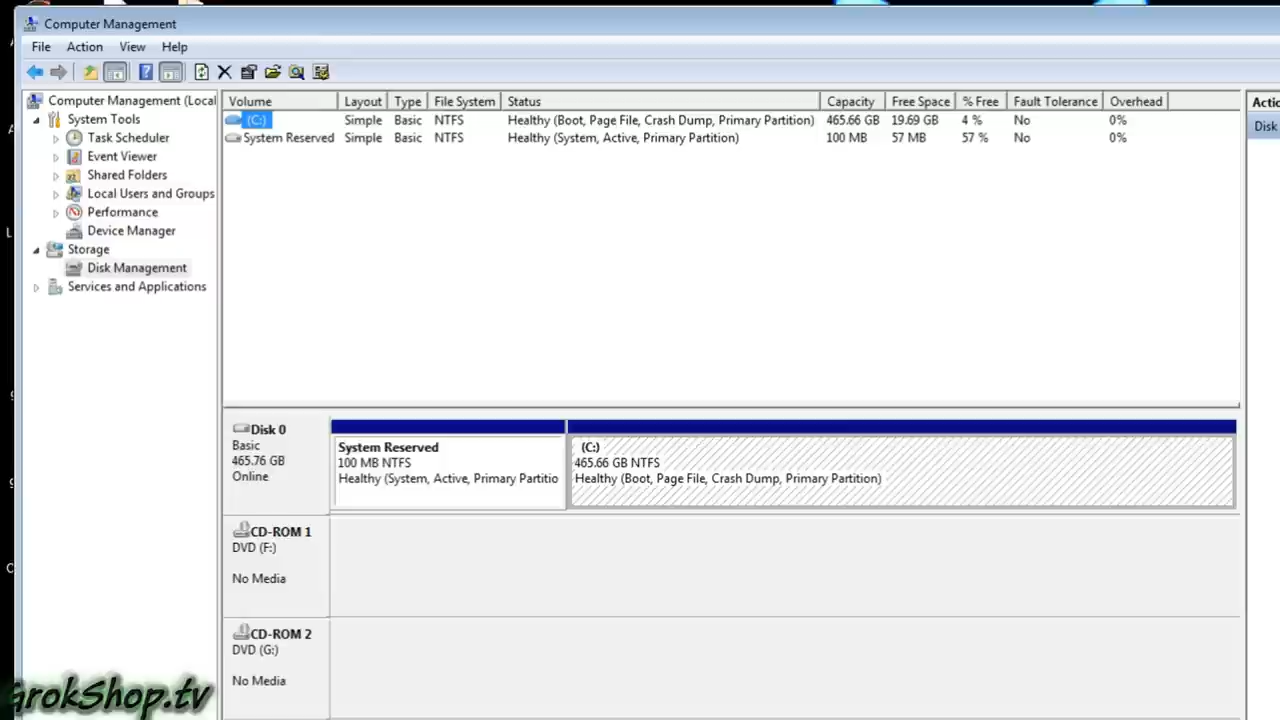 Computer Management
File Action View Help
Computer Management (Local
System Tools
Task Scheduler
Event Viewer
Shared Folders
Local Users and Groups
Performance
Device Manager
Storage
Disk Management
Services and Applications
Volume Layout Type File System Status Capacity Free Space % Free Fault Tolerance Overhead
(C:) Simple Basic NTFS Healthy (Boot, Page File, Crash Dump, Primary Partition) 465.66 GB 19.69 GB 4 % No 0%
System Reserved Simple Basic NTFS Healthy (System, Active, Primary Partition) 100 MB 57 MB 57 % No 0%
Disk 0
Basic
465.76 GB
Online
System Reserved
100 MB NTFS
Healthy (System, Active, Primary Partitio
(C:)
465.66 GB NTFS
Healthy (Boot, Page File, Crash Dump, Primary Partition)
CD-ROM 1
DVD (F:)
No Media
CD-ROM 2
DVD (G:)
No Media
Actio
Disk
GrokShop.tv